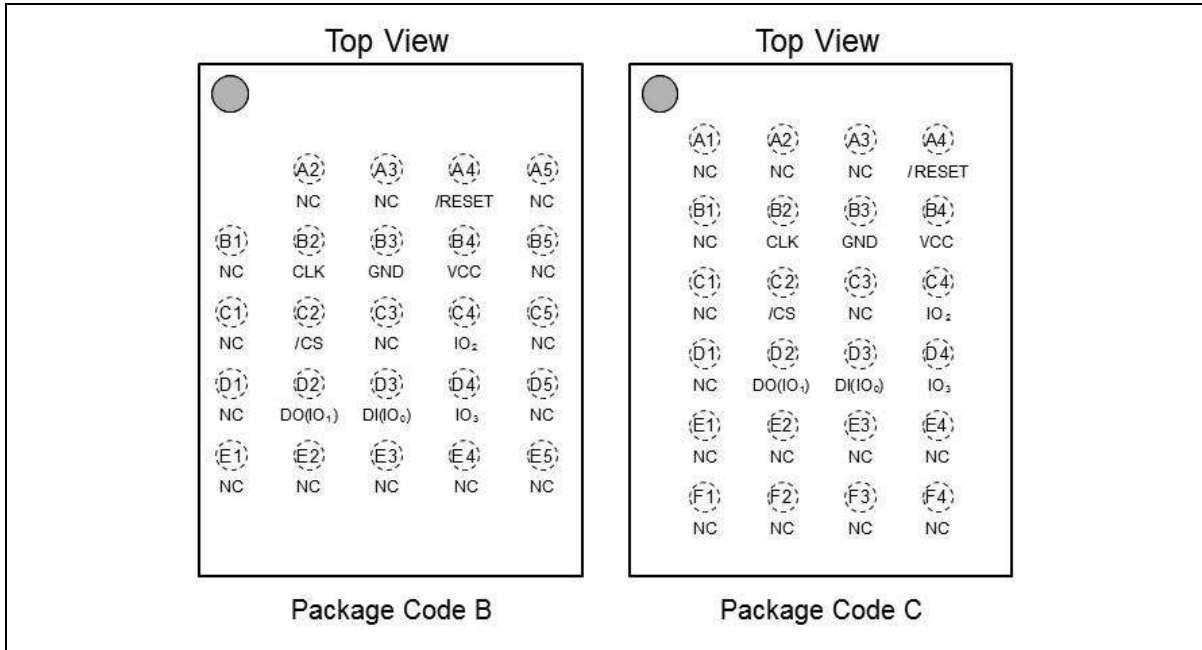 Top View
A2 A3 A4 A5
NC NC /RESET NC
B1 B2 B3 B4 B5
NC CLK GND VCC NC
C1 C2 C3 C4 C5
NC /CS NC IO₂ NC
D1 D2 D3 D4 D5
NC DO(IO₁) DI(IO₀) IO₃ NC
E1 E2 E3 E4 E5
NC NC NC NC NC
Package Code B
Top View
A1 A2 A3 A4
NC NC NC /RESET
B1 B2 B3 B4
NC CLK GND VCC
C1 C2 C3 C4
NC /CS NC IO₂
D1 D2 D3 D4
NC DO(IO₁) DI(IO₀) IO₃
E1 E2 E3 E4
NC NC NC NC
F1 F2 F3 F4
NC NC NC NC
Package Code C